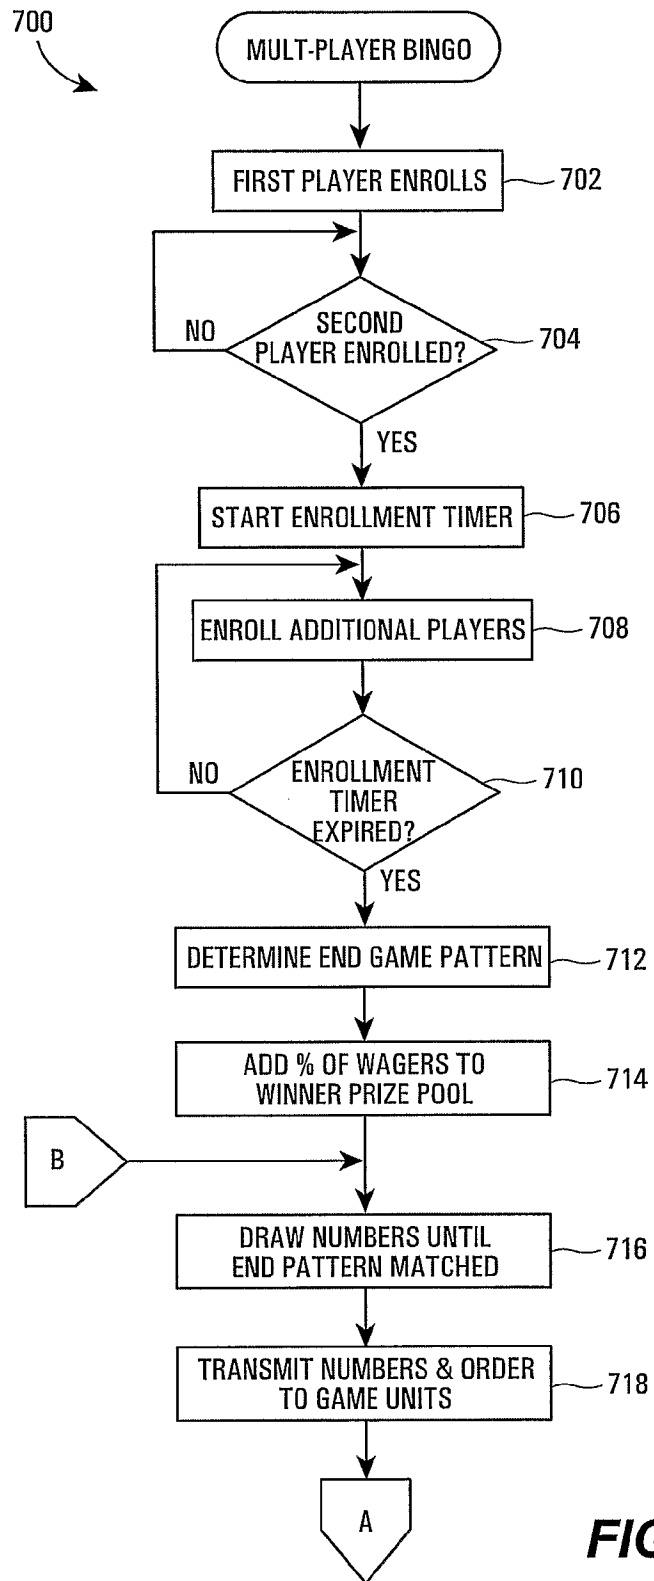 700
MULT-PLAYER BINGO
FIRST PLAYER ENROLLS
702
SECOND
PLAYER ENROLLED?
704
NO
YES
START ENROLLMENT TIMER
706
ENROLL ADDITIONAL PLAYERS
708
ENROLLMENT
TIMER
EXPIRED?
710
NO
YES
DETERMINE END GAME PATTERN
712
ADD % OF WAGERS TO
WINNER PRIZE POOL
714
B
DRAW NUMBERS UNTIL
END PATTERN MATCHED
716
TRANSMIT NUMBERS & ORDER
TO GAME UNITS
718
A
FIG